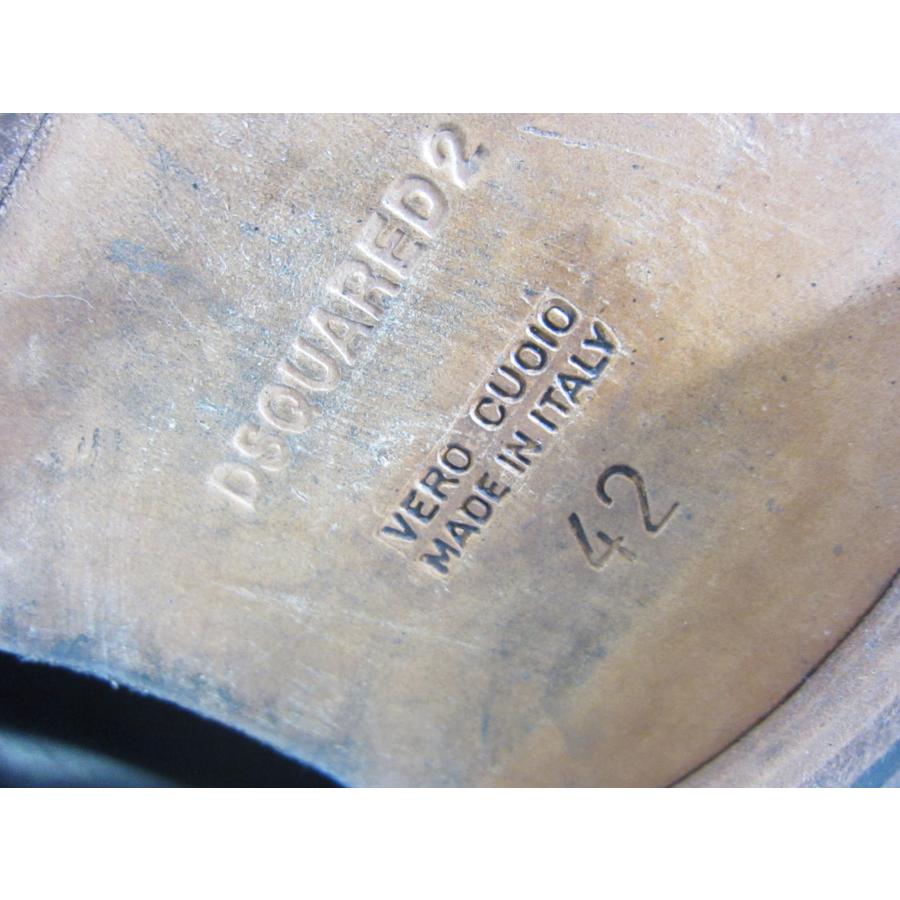 DSQUARED2
VERO CUOIO
MADE IN ITALY
42